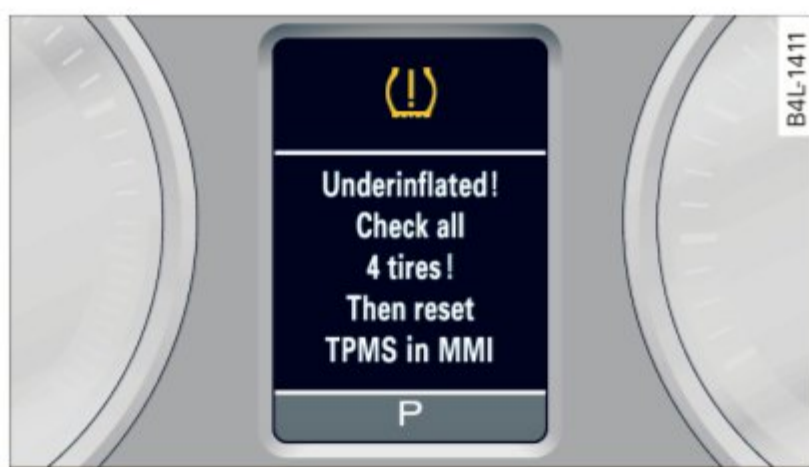 Underinflated!
Check all
4 tires!
Then reset
TPMS in MMI
P
B4L-1411